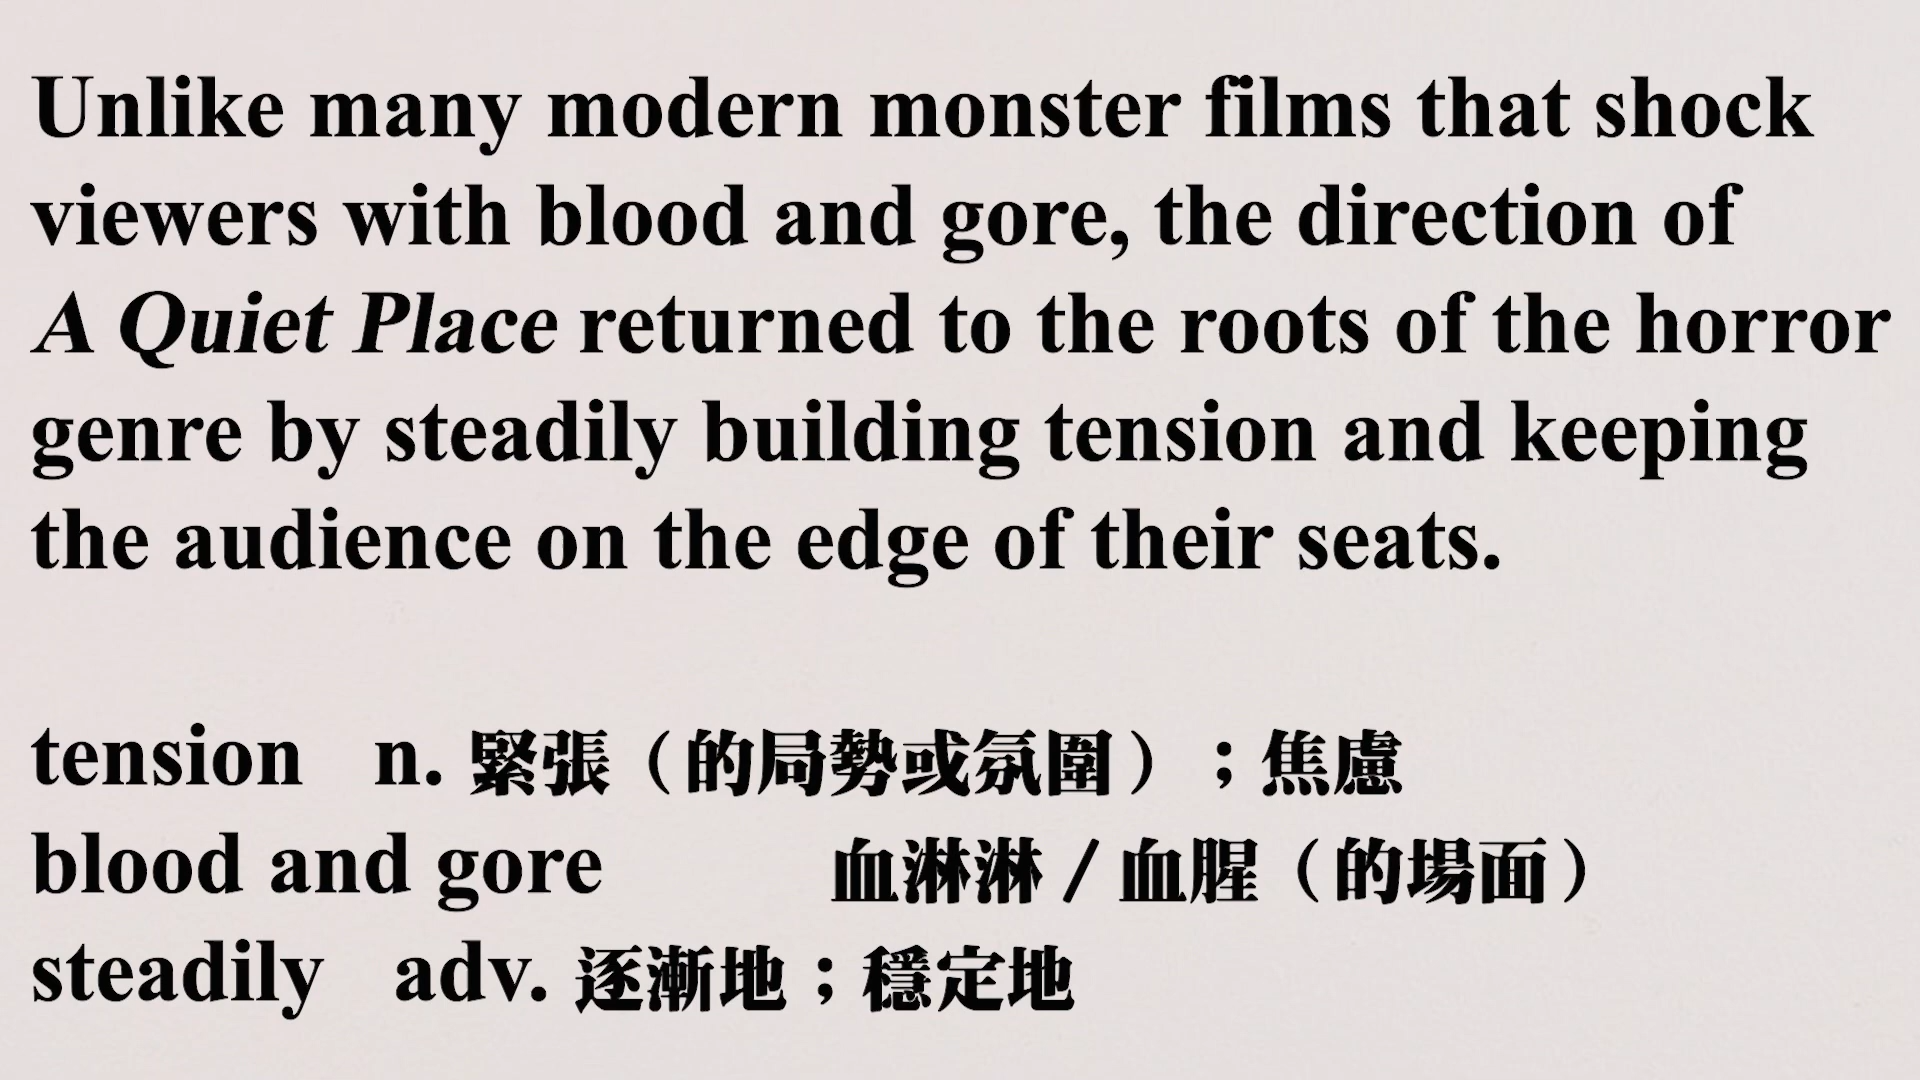 Unlike many modern monster films that shock
viewers with blood and gore, the direction of
A Quiet Place returned to the roots of the horror
genre by steadily building tension and keeping
the audience on the edge of their seats.
tension n. 緊張（的局勢或氛圍）；焦慮
blood and gore 血淋淋／血腥（的場面）
steadily adv. 逐漸地；穩定地